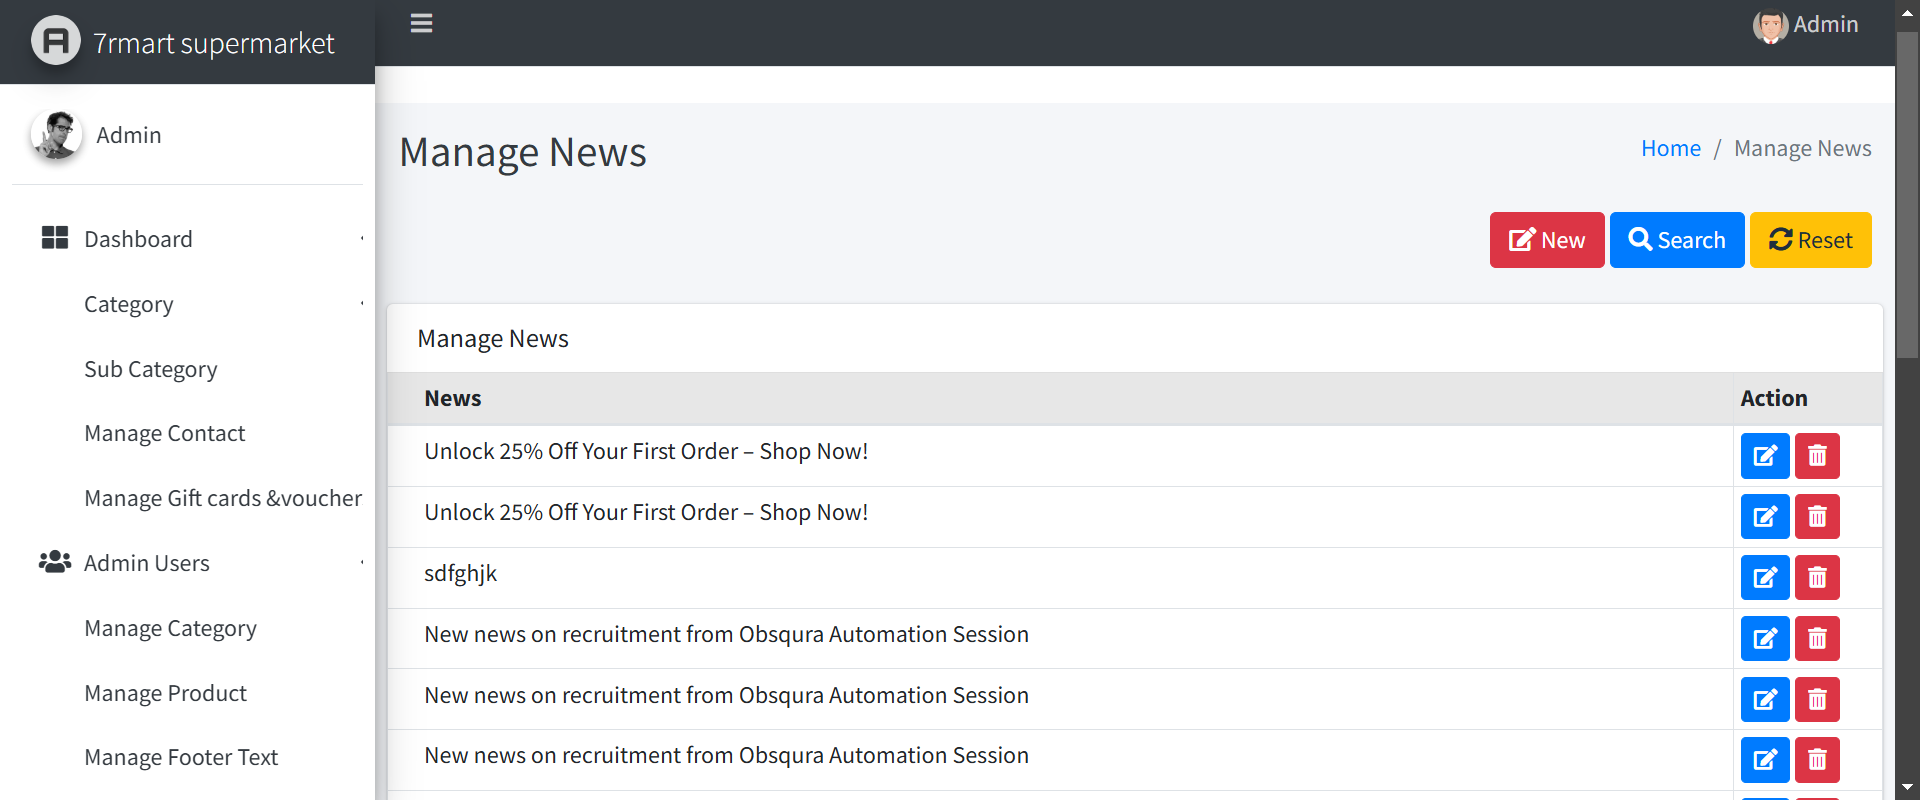 7rmart supermarket
Admin
Admin
Dashboard
Category
Sub Category
Manage Contact
Manage Gift cards &voucher
Admin Users
Manage Category
Manage Product
Manage Footer Text
Manage News
Home / Manage News
New
Search
Reset
Manage News
News Action
Unlock 25% Off Your First Order – Shop Now!
Unlock 25% Off Your First Order – Shop Now!
sdfghjk
New news on recruitment from Obsqura Automation Session
New news on recruitment from Obsqura Automation Session
New news on recruitment from Obsqura Automation Session